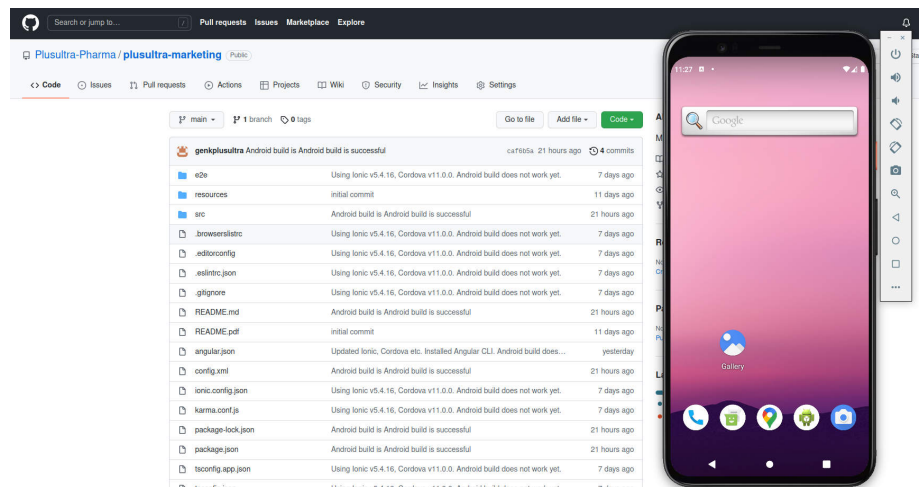 Search or jump to...
/
Pull requests Issues Marketplace Explore
Plusultra-Pharma / plusultra-marketing Public
<> Code Issues Pull requests Actions Projects Wiki Security Insights Settings
main 1 branch 0 tags Go to file Add file Code
genkplusultra Android build is Android build is successful caf6b5a 21 hours ago 4 commits
e2e Using Ionic v5.4.16, Cordova v11.0.0. Android build does not work yet. 7 days ago
resources initial commit 11 days ago
src Android build is Android build is successful 21 hours ago
.browserslistrc Using Ionic v5.4.16, Cordova v11.0.0. Android build does not work yet. 7 days ago
.editorconfig Using Ionic v5.4.16, Cordova v11.0.0. Android build does not work yet. 7 days ago
.eslintrc.json Using Ionic v5.4.16, Cordova v11.0.0. Android build does not work yet. 7 days ago
.gitignore Using Ionic v5.4.16, Cordova v11.0.0. Android build does not work yet. 7 days ago
README.md Android build is Android build is successful 21 hours ago
README.pdf initial commit 11 days ago
angular.json Updated Ionic, Cordova etc. Installed Angular CLI. Android build does... yesterday
config.xml Android build is Android build is successful 21 hours ago
ionic.config.json Using Ionic v5.4.16, Cordova v11.0.0. Android build does not work yet. 7 days ago
karma.conf.js Using Ionic v5.4.16, Cordova v11.0.0. Android build does not work yet. 7 days ago
package-lock.json Android build is Android build is successful 21 hours ago
package.json Android build is Android build is successful 21 hours ago
tsconfig.app.json Using Ionic v5.4.16, Cordova v11.0.0. Android build does not work yet. 7 days ago
11:27
Google
Gallery